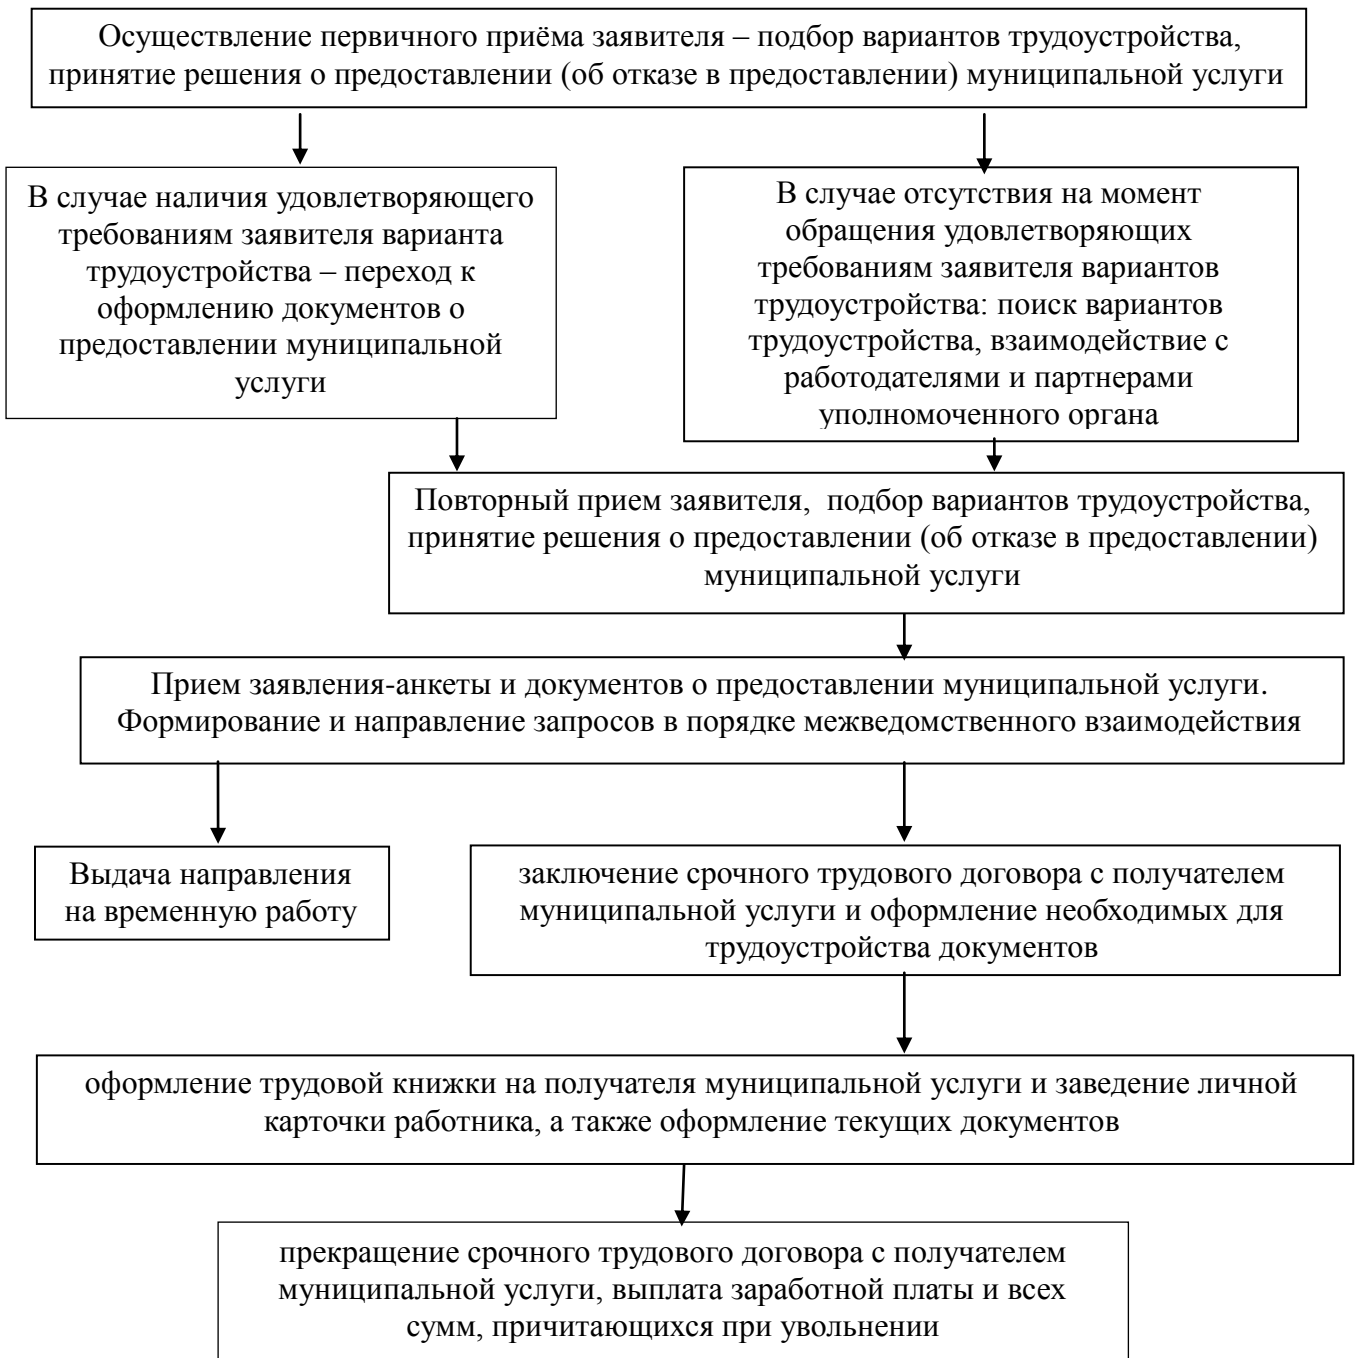 Осуществление первичного приёма заявителя – подбор вариантов трудоустройства,
принятие решения о предоставлении (об отказе в предоставлении) муниципальной услуги
В случае наличия удовлетворяющего
требованиям заявителя варианта
трудоустройства – переход к
оформлению документов о
предоставлении муниципальной
услуги
В случае отсутствия на момент
обращения удовлетворяющих
требованиям заявителя вариантов
трудоустройства: поиск вариантов
трудоустройства, взаимодействие с
работодателями и партнерами
уполномоченного органа
Повторный прием заявителя,  подбор вариантов трудоустройства,
принятие решения о предоставлении (об отказе в предоставлении)
муниципальной услуги
Прием заявления-анкеты и документов о предоставлении муниципальной услуги.
Формирование и направление запросов в порядке межведомственного взаимодействия
Выдача направления
на временную работу
заключение срочного трудового договора с получателем
муниципальной услуги и оформление необходимых для
трудоустройства документов
оформление трудовой книжки на получателя муниципальной услуги и заведение личной
карточки работника, а также оформление текущих документов
прекращение срочного трудового договора с получателем
муниципальной услуги, выплата заработной платы и всех
сумм, причитающихся при увольнении